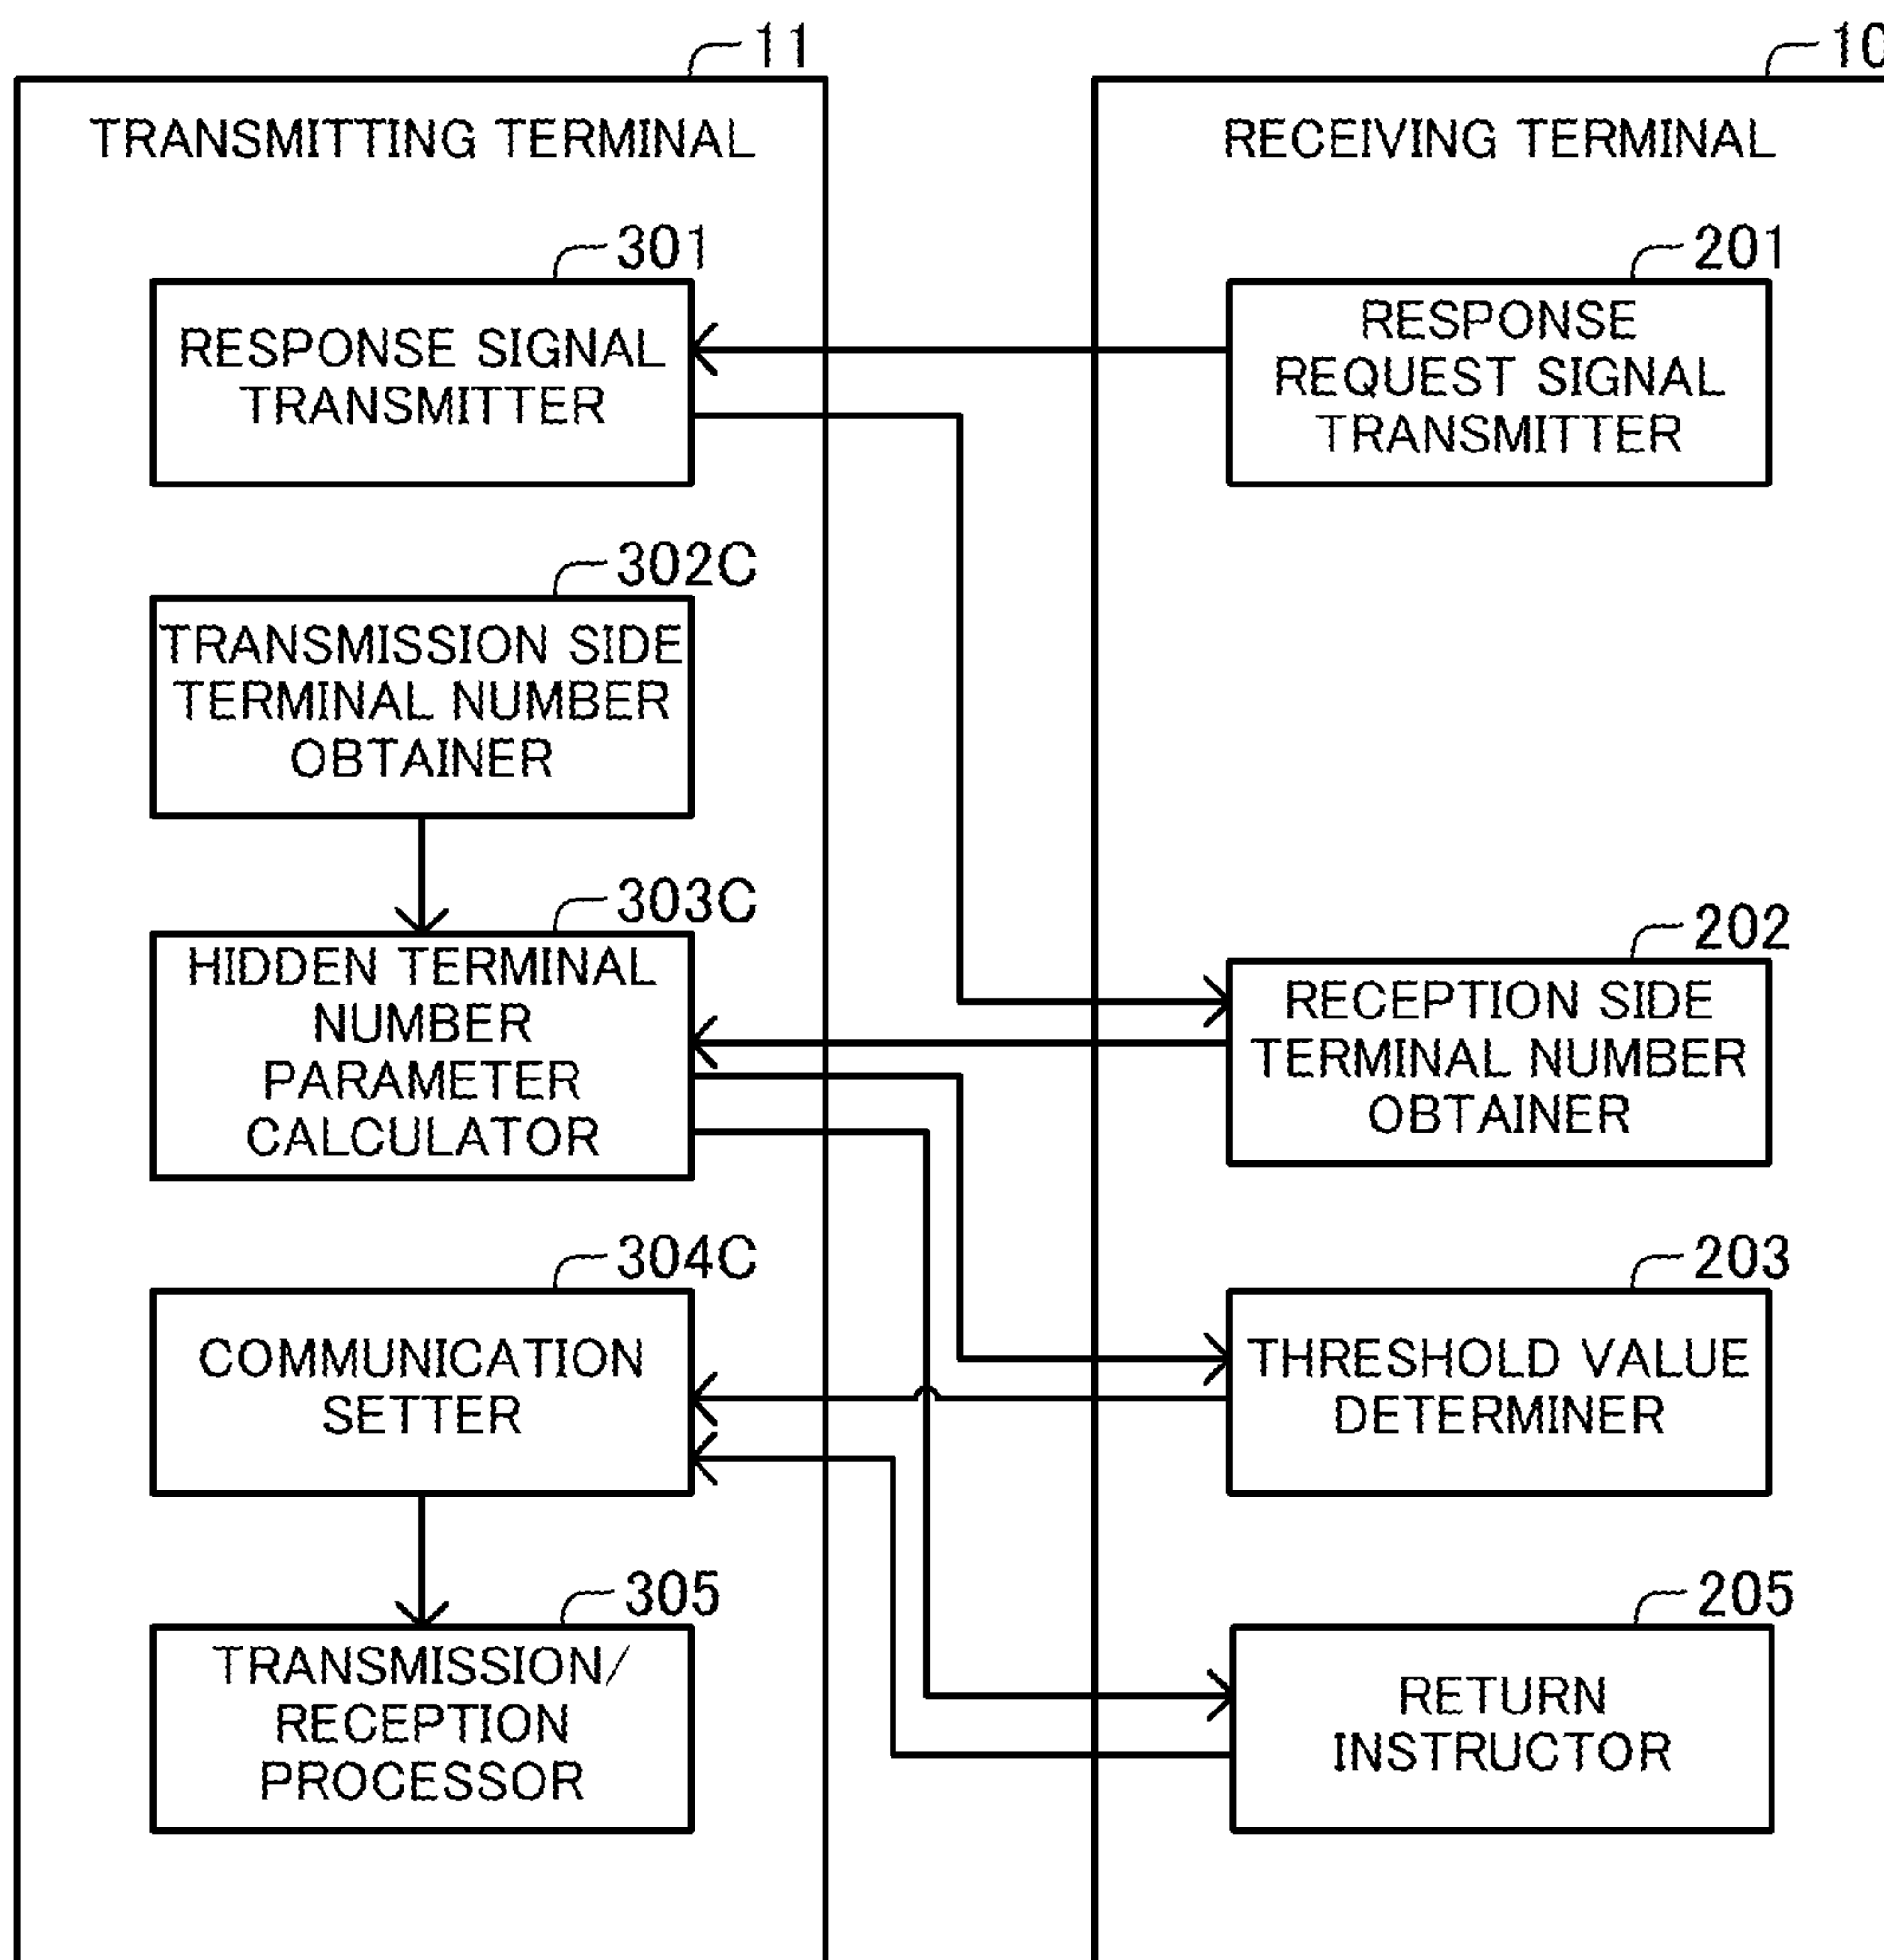 11
TRANSMITTING TERMINAL
301
RESPONSE SIGNAL
TRANSMITTER
302C
TRANSMISSION SIDE
TERMINAL NUMBER
OBTAINER
303C
HIDDEN TERMINAL
NUMBER
PARAMETER
CALCULATOR
304C
COMMUNICATION
SETTER
305
TRANSMISSION/
RECEPTION
PROCESSOR
10
RECEIVING TERMINAL
201
RESPONSE
REQUEST SIGNAL
TRANSMITTER
202
RECEPTION SIDE
TERMINAL NUMBER
OBTAINER
203
THRESHOLD VALUE
DETERMINER
205
RETURN
INSTRUCTOR